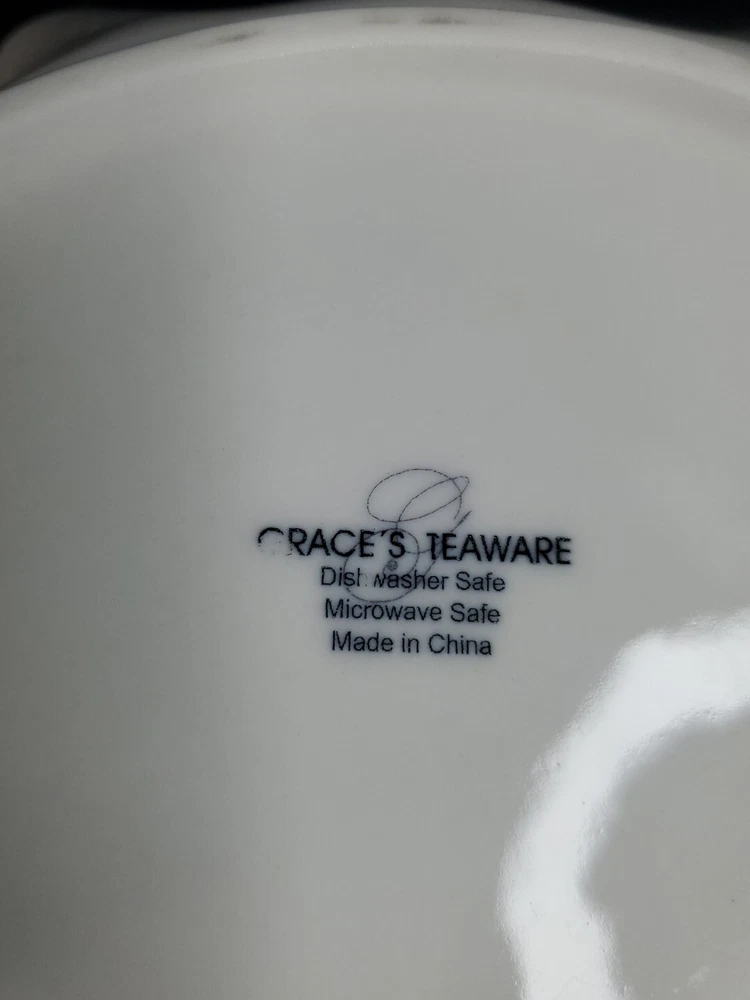 G
GRACE'S TEAWARE
Dishwasher Safe
Microwave Safe
Made in China